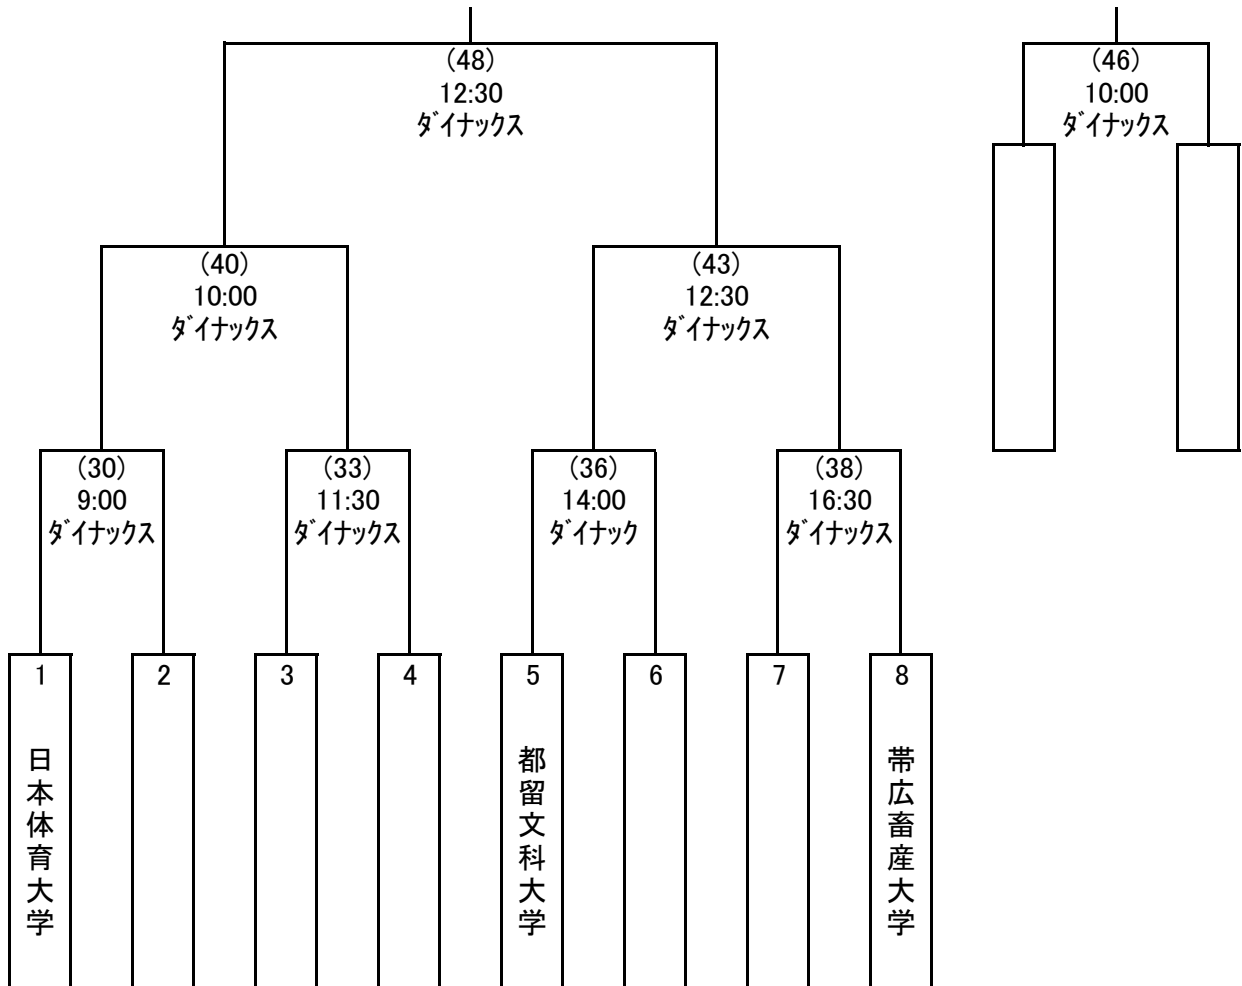 (48)
12:30
ﾀﾞｲﾅｯｸｽ
(46)
10:00
ﾀﾞｲﾅｯｸｽ
(40)
10:00
ﾀﾞｲﾅｯｸｽ
(43)
12:30
ﾀﾞｲﾅｯｸｽ
(30)
9:00
ﾀﾞｲﾅｯｸｽ
(33)
11:30
ﾀﾞｲﾅｯｸｽ
(36)
14:00
ﾀﾞｲﾅｯｸ
(38)
16:30
ﾀﾞｲﾅｯｸｽ
1
日本体育大学
2
3
4
5
都留文科大学
6
7
8
帯広畜産大学